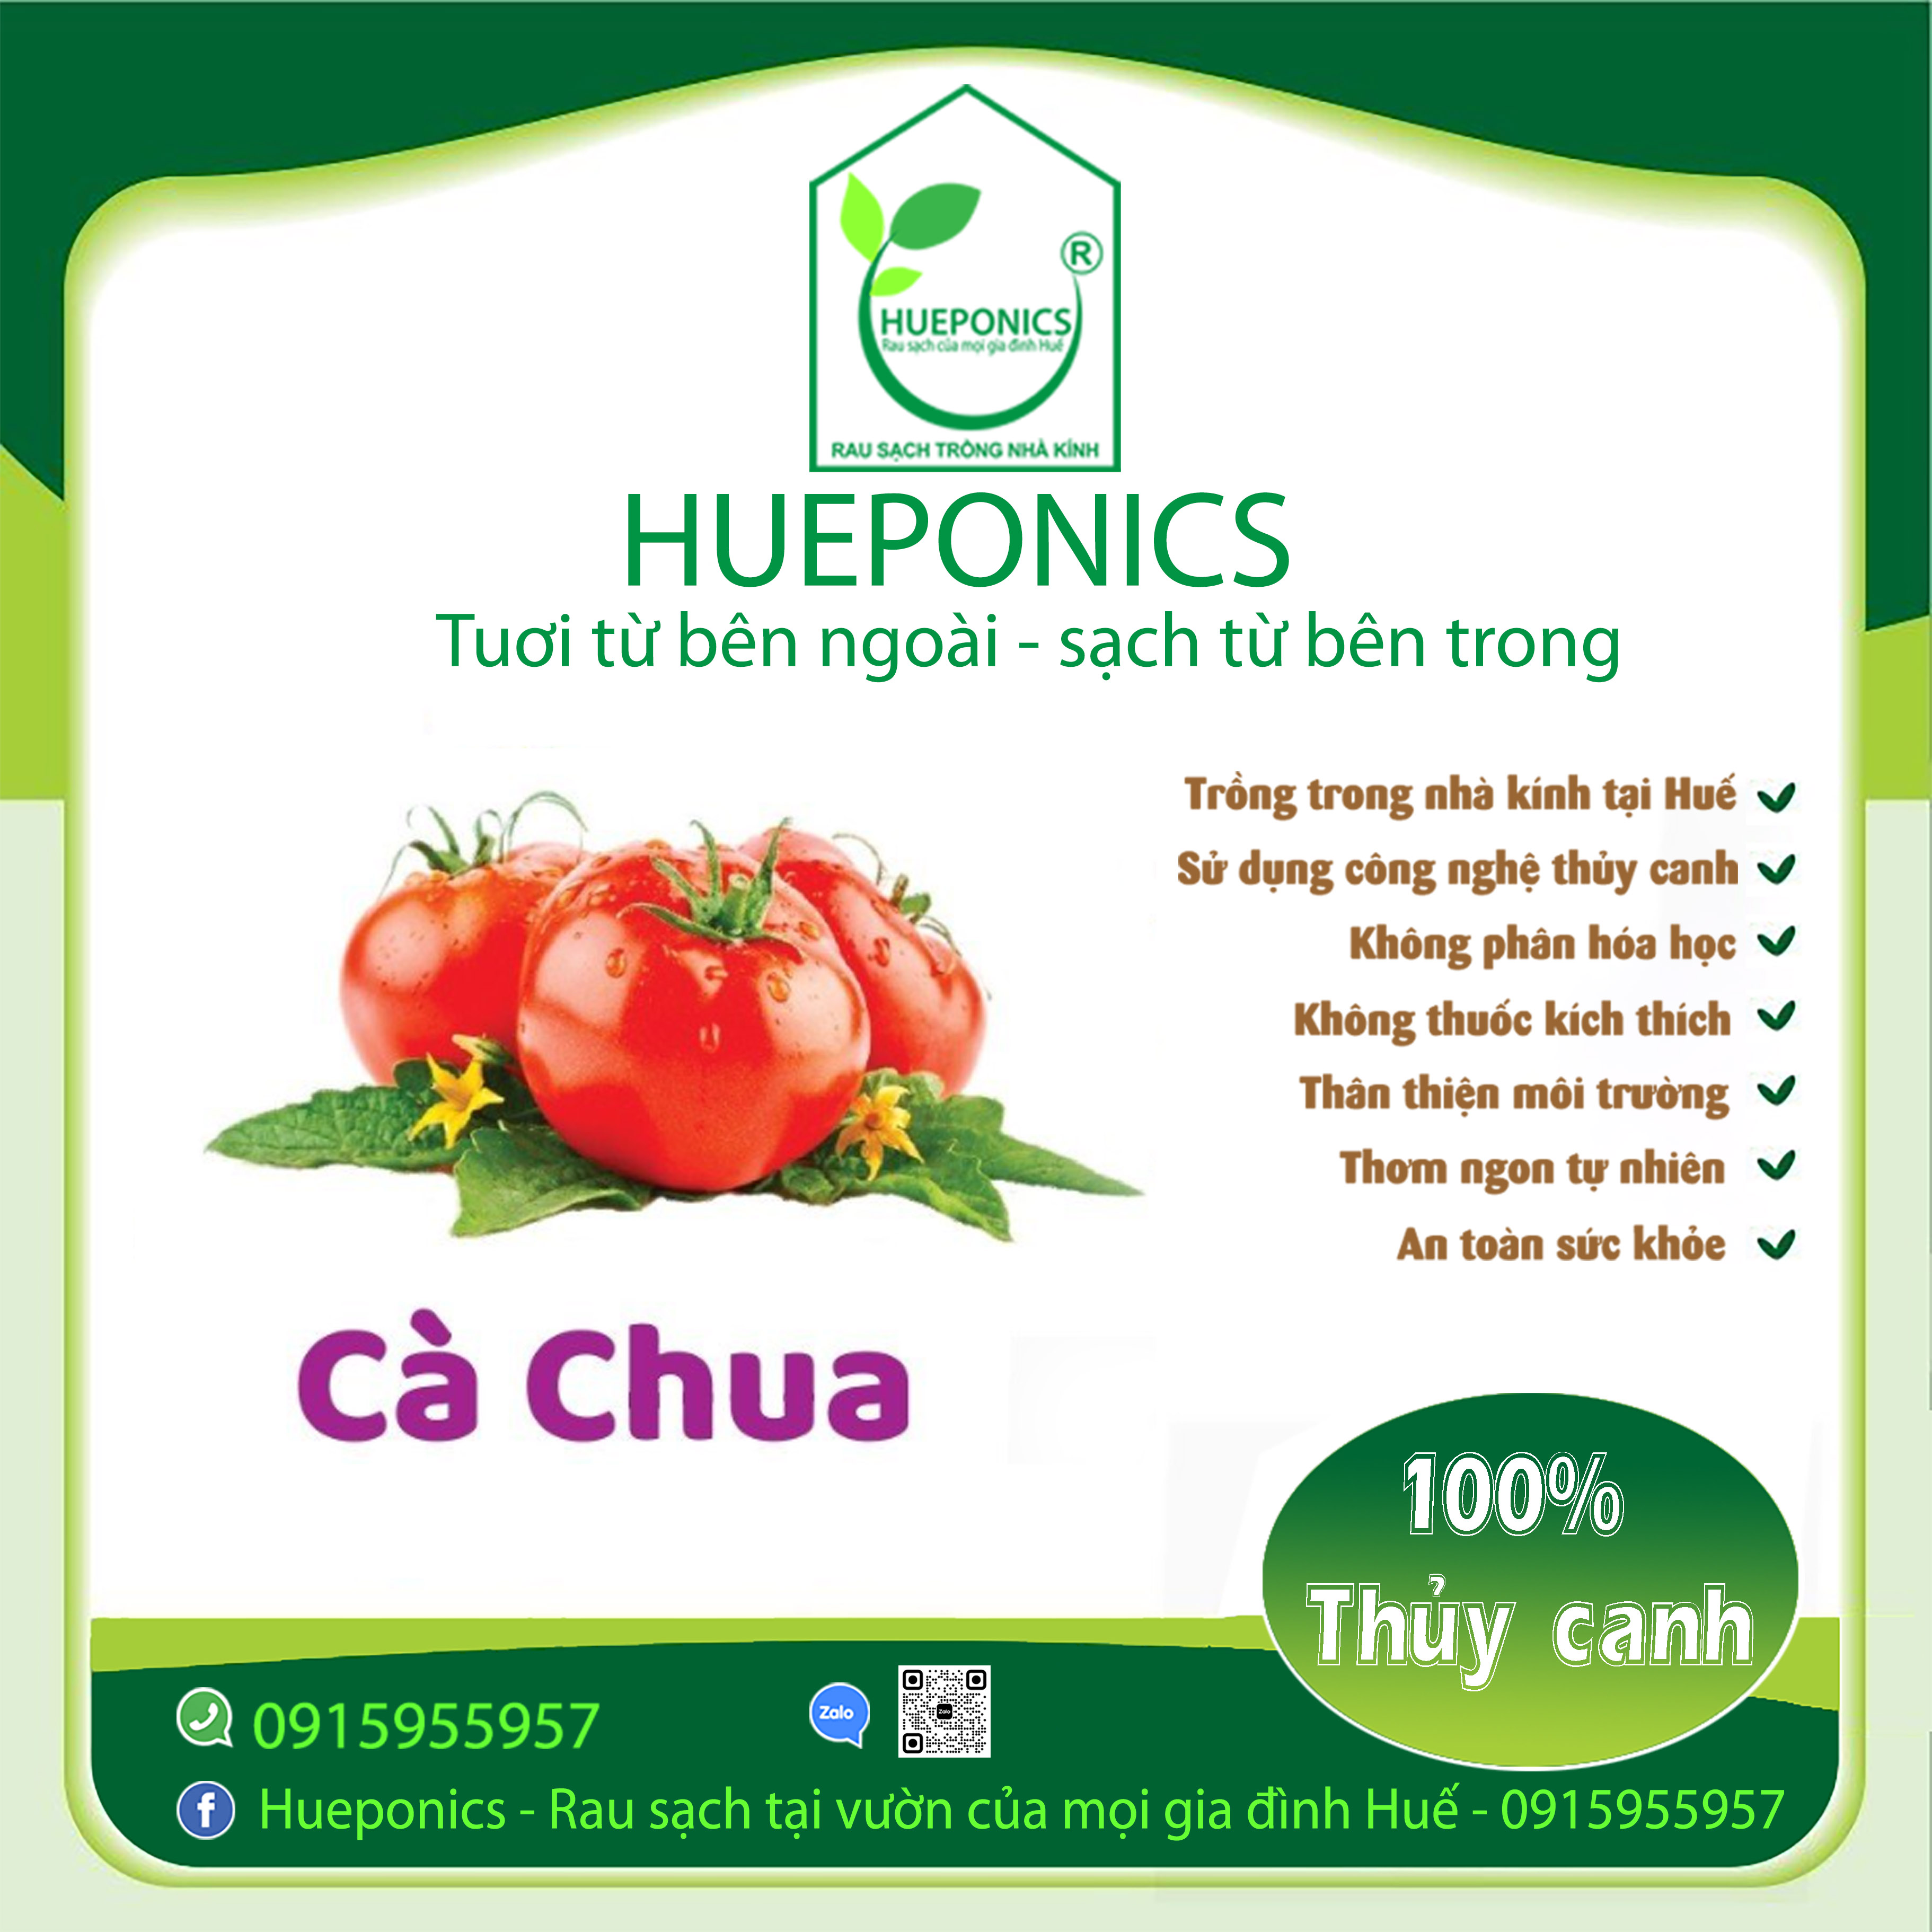 ®
HUEPONICS
Rau sạch của mọi gia đình Huế
RAU SẠCH TRỒNG NHÀ KÍNH
HUEPONICS
Tươi từ bên ngoài - sạch từ bên trong
Trồng trong nhà kính tại Huế
Sử dụng công nghệ thủy canh
Không phân hóa học
Không thuốc kích thích
Thân thiện môi trường
Thơm ngon tự nhiên
An toàn sức khỏe
Cà Chua
100%
Thủy canh
0915955957
Zalo
Zalo
Hueponics - Rau sạch tại vườn của mọi gia đình Huế - 0915955957